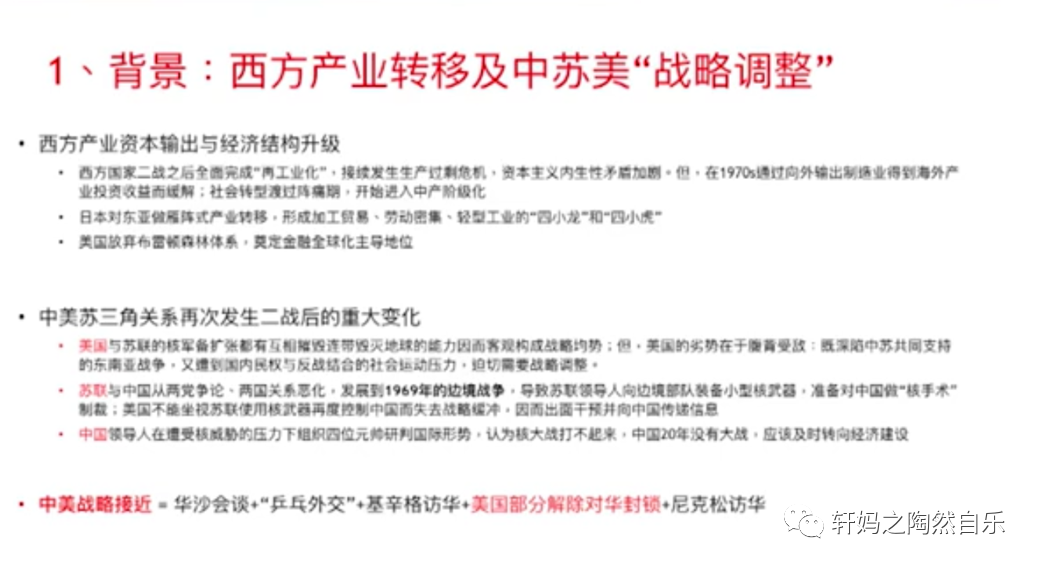 1、背景：西方产业转移及中苏美“战略调整”
• 西方产业资本输出与经济结构升级
• 西方国家二战之后全面完成“再工业化”，接续发生生产过剩危机，资本主义内生性矛盾加剧。但、在1970s通过向外输出制造业得到海外产
业投资收益而缓解；社会转型渡过阵痛期，开始进入中产阶级化
• 日本对东亚做雁阵式产业转移，形成加工贸易、劳动密集、轻型工业的“四小龙”和“四小虎”
• 美国放弃布雷顿森林体系，奠定金融全球化主导地位
• 中美苏三角关系再次发生二战后的重大变化
• 美国与苏联的核军备扩张都有互相摧毁连带毁灭地球的能力因而客观构成战略均势；但，美国的劣势在于腹背受敌：既深陷中苏共同支持
的东南亚战争，又遭到国内民权与反战结合的社会运动压力，迫切需要战略调整。
• 苏联与中国从两党争论、两国关系恶化，发展到1969年的边境战争，导致苏联领导人向边境部队装备小型核武器，准备对中国做“核手术”
制裁；美国不能坐视苏联使用核武器再度控制中国而失去战略缓冲，因而出面干预并向中国传递信息
• 中国领导人在遭受核威胁的压力下组织四位元帅研判国际形势，认为核大战打不起来，中国20年没有大战，应该及时转向经济建设
• 中美战略接近 = 华沙会谈+“乒乓外交”+基辛格访华+美国部分解除对华封锁+尼克松访华
轩妈之陶然自乐